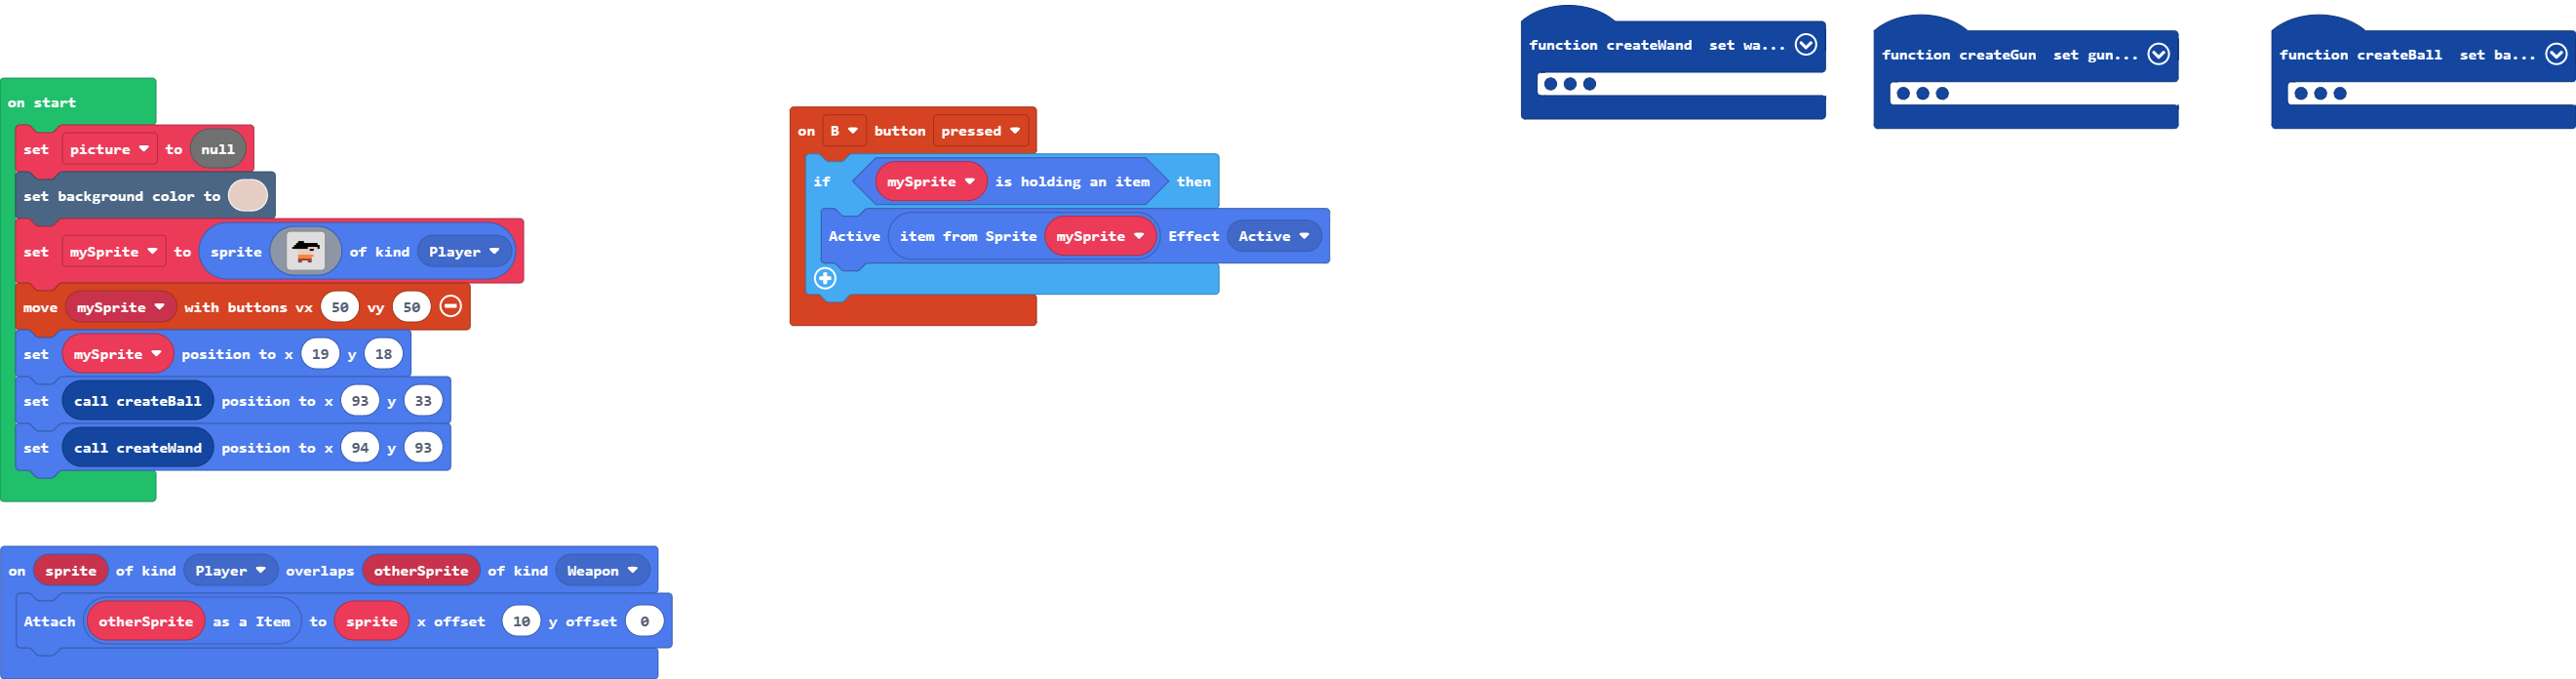 on start
set picture to null
set background color to
set mySprite to sprite of kind Player
move mySprite with buttons vx 50 vy 50
set mySprite position to x 19 y 18
set call createBall position to x 93 y 33
set call createWand position to x 94 y 93
on sprite of kind Player overlaps otherSprite of kind Weapon
Attach otherSprite as a Item to sprite x offset 10 y offset 0
on B button pressed
if mySprite is holding an item then
Active item from Sprite mySprite Effect Active
function createWand set wa...
function createGun set gun...
function createBall set ba...